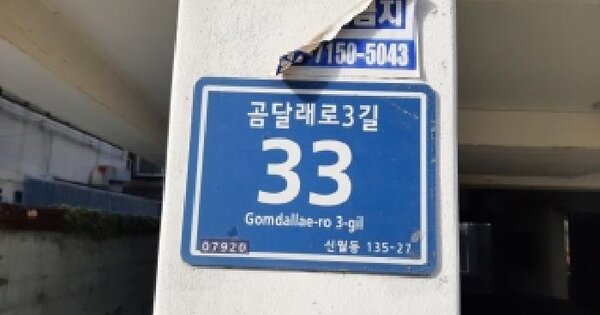 지
7150-5043
곰달래로3길
33
Gomdallae-ro 3-gil
07920
신월동 135-27